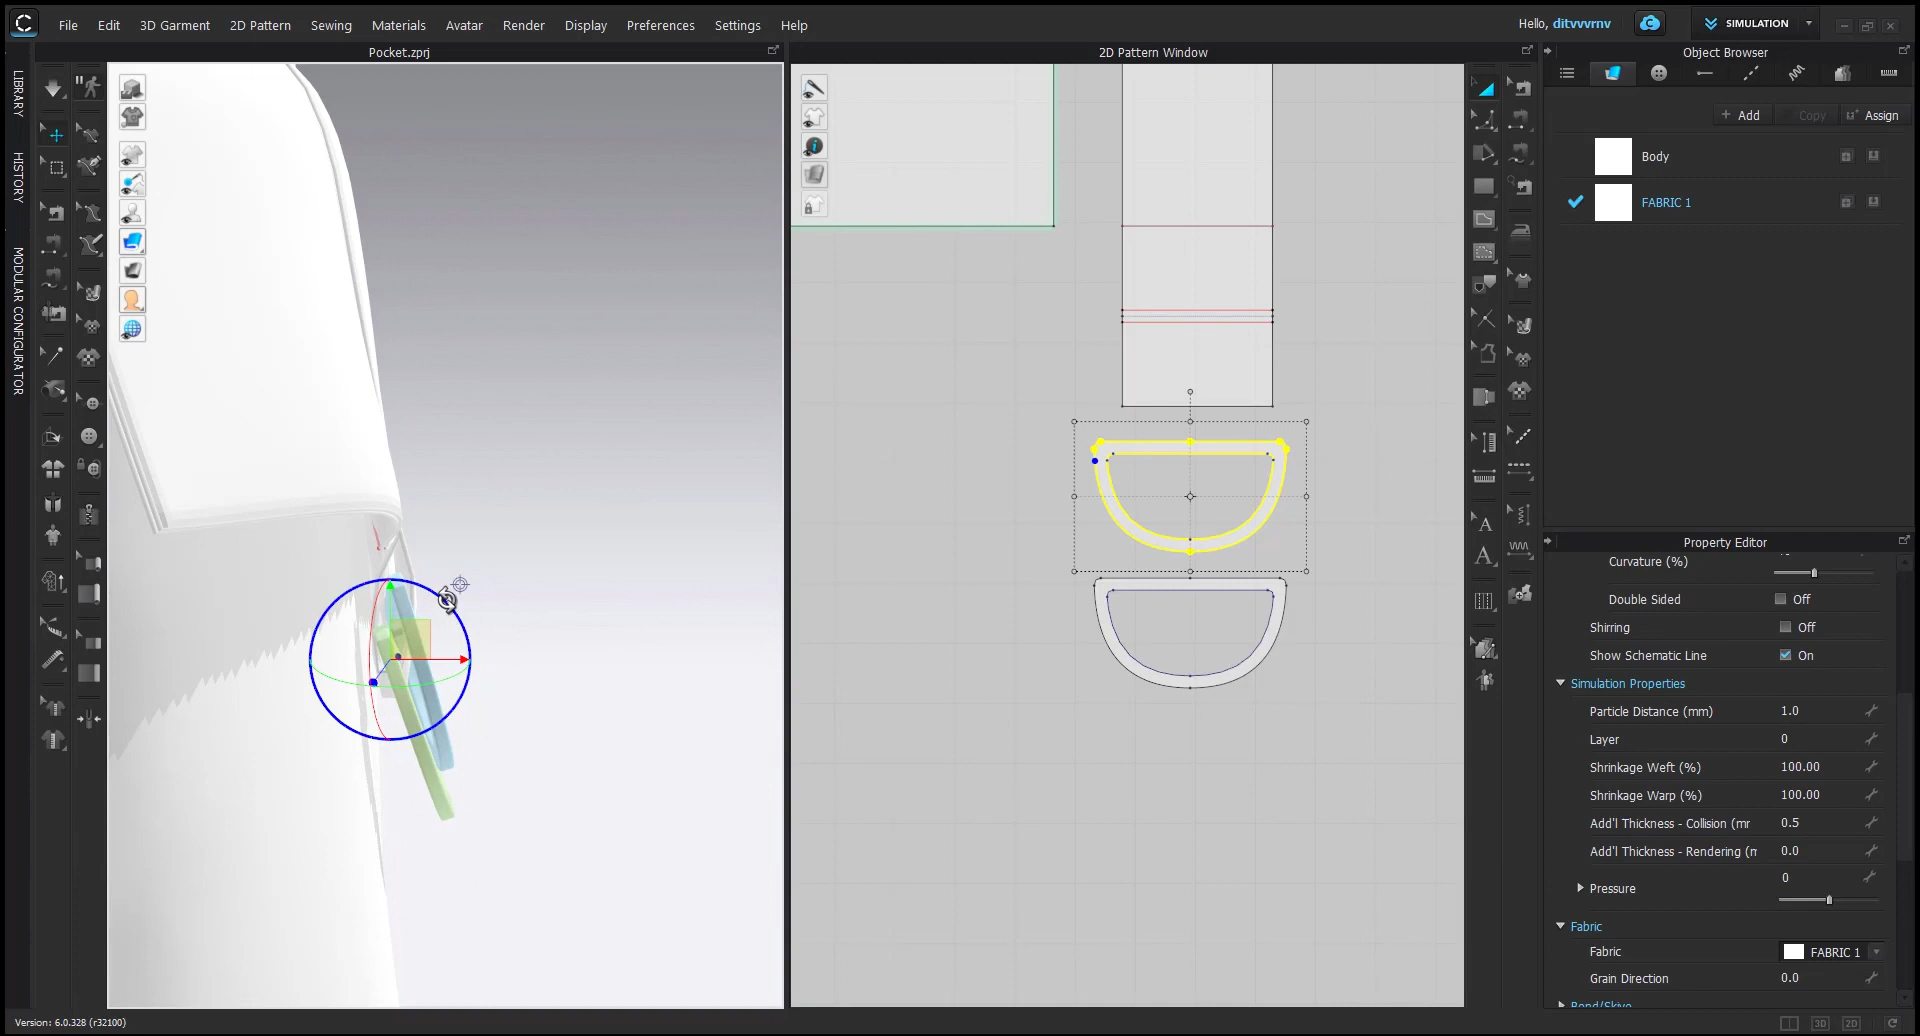 File Edit 3D Garment 2D Pattern Sewing Materials Avatar Render Display Preferences Settings Help
Hello, ditvvvrnv
SIMULATION
Pocket.zprj
2D Pattern Window
Object Browser
LIBRARY
HISTORY
MODULAR CONFIGURATOR
+ Add Copy Assign
Body
FABRIC 1
Property Editor
Curvature (%)
Double Sided Off
Shirring Off
Show Schematic Line On
Simulation Properties
Particle Distance (mm) 1.0
Layer 0
Shrinkage Weft (%) 100.00
Shrinkage Warp (%) 100.00
Add'l Thickness - Collision (mr 0.5
Add'l Thickness - Rendering (n 0.0
Pressure 0
Fabric
Fabric FABRIC 1
Grain Direction 0.0
Bond/Skive
Version: 6.0.328 (r32100)
3D 2D